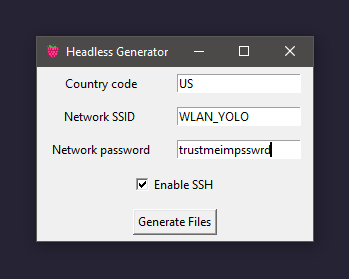 Headless Generator
Country code US
Network SSID WLAN_YOLO
Network password trustmeimpsswrd
Enable SSH
Generate Files